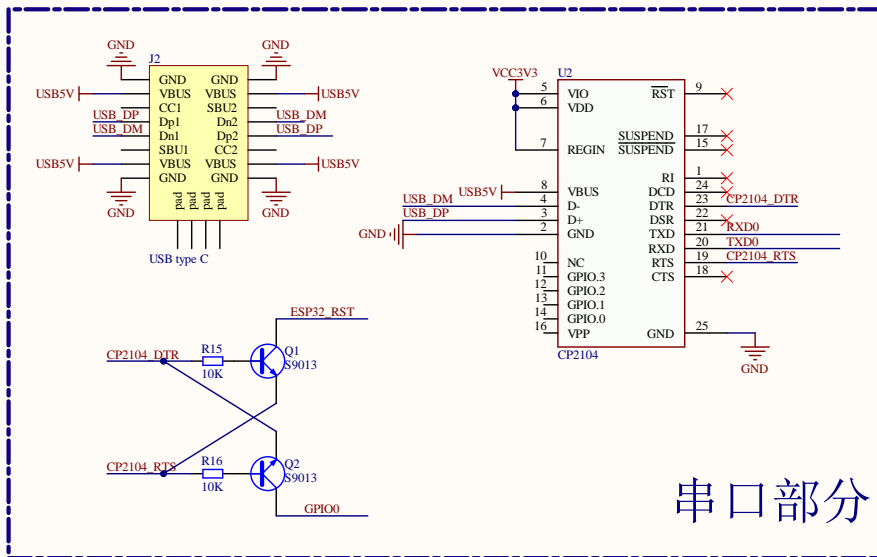 GND
GND
J2
GND GND
USB5V VBUS VBUS USB5V
CC1 SBU2
USB_DP Dp1 Dn2 USB_DM
USB_DM Dn1 Dp2 USB_DP
SBU1 CC2
USB5V VBUS VBUS USB5V
GND GND
pad pad pad pad
GND
GND
USB type C
U2
VCC3V3
5 VIO RST 9
6 VDD
SUSPEND 17
7 REGIN SUSPEND 15
RI 1
USB5V 8 VBUS DCD 24
USB_DM 4 D- DTR 23 CP2104_DTR
USB_DP 3 D+ DSR 22
GND 2 GND TXD 21 RXD0
RXD 20 TXD0
10 NC RTS 19 CP2104_RTS
11 GPIO.3 CTS 18
12 GPIO.2
13 GPIO.1
14 GPIO.0
16 VPP GND 25
CP2104
GND
ESP32_RST
CP2104_DTR R15 Q1
10K S9013
CP2104_RTS R16 Q2
10K S9013
GPIO0
串口部分